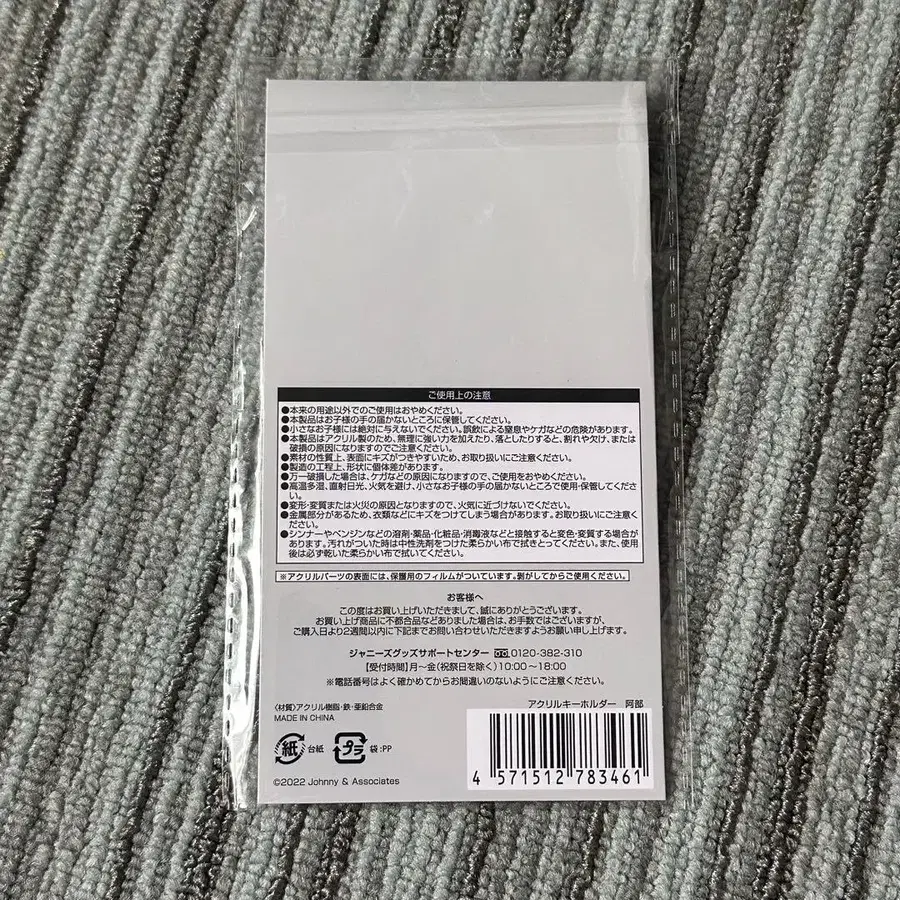 ご使用上の注意
●本来の用途以外でのご使用はおやめください。
●本製品はお子様の手の届かないところに保管してください。
●小さなお子様には絶対に与えないでください。誤飲による窒息やケガなどの危険があります。
●本製品はアクリル製のため、無理に強い力を加えたり、落としたりすると、割れや欠け、または
破損の原因になりますのでご注意ください。
●素材の性質上、表面にキズがつきやすいため、お取り扱いにご注意ください。
●製造の工程上、形状に個体差があります。
●万一破損した場合は、ケガなどの原因になりますので、ご使用をおやめください。
●高温多湿、直射日光、火気を避け、小さなお子様の手の届かないところで使用・保管してくださ
い。
●変形・変質または火災の原因となりますので、火気に近づけないでください。
●金属部分があるため、衣類などにキズをつけてしまう場合があります。お取り扱いにご注意くだ
さい。
●シンナーやベンジンなどの溶剤・薬品・化粧品・消毒液などと接触すると変色・変質する場合が
あります。汚れがついた時は中性洗剤をつけた柔らかい布で拭きとってください。また、使用
後は必ず乾いた柔らかい布で拭いてください。
※アクリルパーツの表面には、保護用のフィルムがついています。剥がしてからご使用ください。
お客様へ
この度はお買い上げいただきまして、誠にありがとうございます。
お買い上げ商品に不都合品などありました場合は、お手数ではございますが、
ご購入日より2週間以内に下記までお問い合わせいただきますようお願い申し上げます。
ジャニーズグッズサポートセンター 0120-382-310
【受付時間】月〜金(祝祭日を除く)10:00〜18:00
※電話番号はよく確かめてからお間違いのないようにご注意ください。
アクリルキーホルダー 阿部
〈材質〉アクリル樹脂・鉄・亜鉛合金
MADE IN CHINA
紙 台紙 プラ 袋:PP
4 571512 783461
©2022 Johnny & Associates